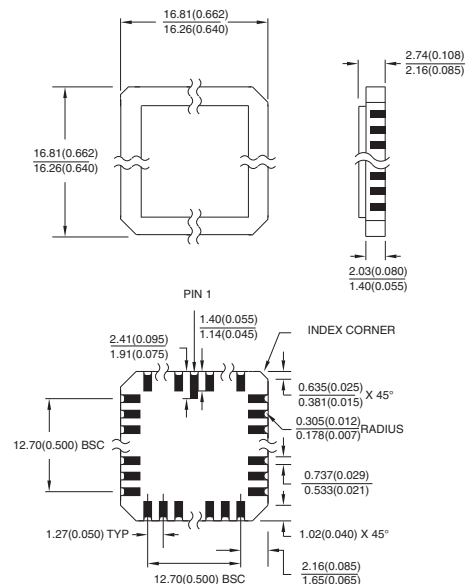 16.81(0.662)
16.26(0.640)
2.74(0.108)
2.16(0.085)
16.81(0.662)
16.26(0.640)
2.03(0.080)
1.40(0.055)
PIN 1
1.40(0.055)
1.14(0.045)
INDEX CORNER
2.41(0.095)
1.91(0.075)
0.635(0.025)
0.381(0.015)
X 45°
0.305(0.012)
0.178(0.007)
RADIUS
12.70(0.500) BSC
0.737(0.029)
0.533(0.021)
1.27(0.050) TYP
1.02(0.040) X 45°
12.70(0.500) BSC
2.16(0.085)
1.65(0.065)